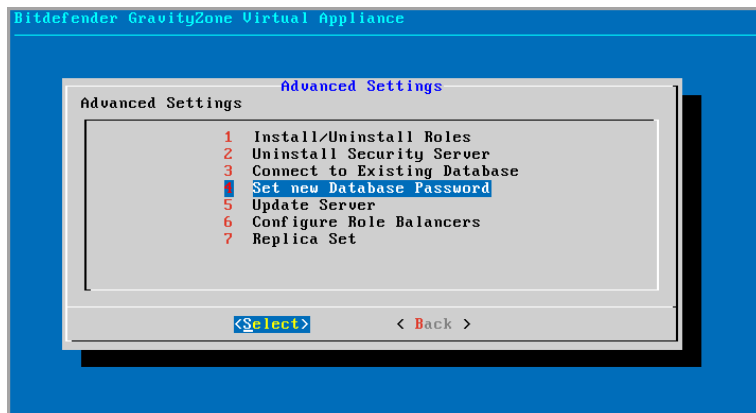 Bitdefender GravityZone Virtual Appliance
Advanced Settings
Advanced Settings
1 Install/Uninstall Roles
2 Uninstall Security Server
3 Connect to Existing Database
4 Set new Database Password
5 Update Server
6 Configure Role Balancers
7 Replica Set
<Select> < Back >